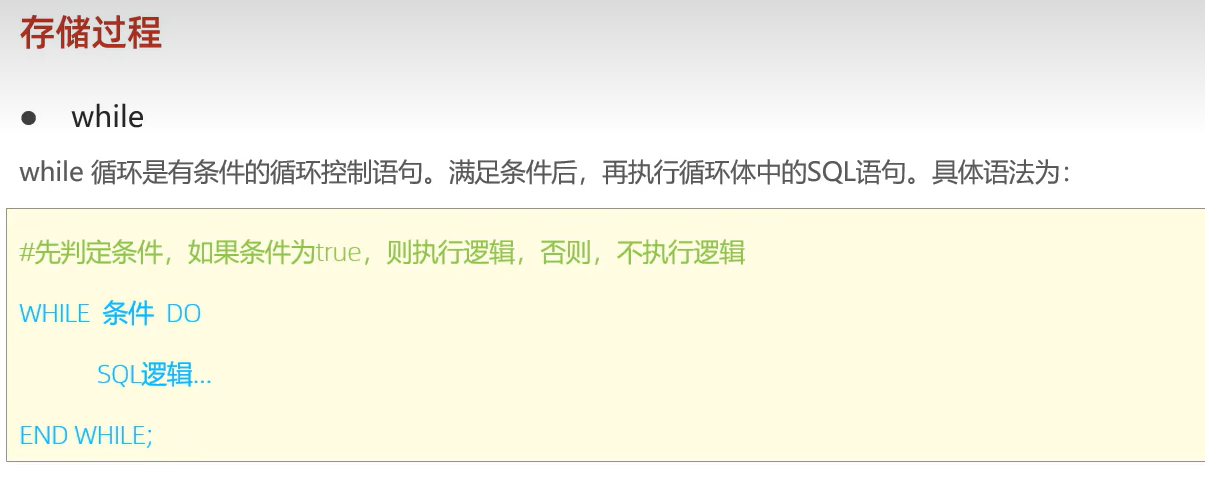 存储过程
● while
while 循环是有条件的循环控制语句。满足条件后，再执行循环体中的SQL语句。具体语法为：
#先判定条件，如果条件为true，则执行逻辑，否则，不执行逻辑
WHILE 条件 DO
SQL逻辑...
END WHILE;